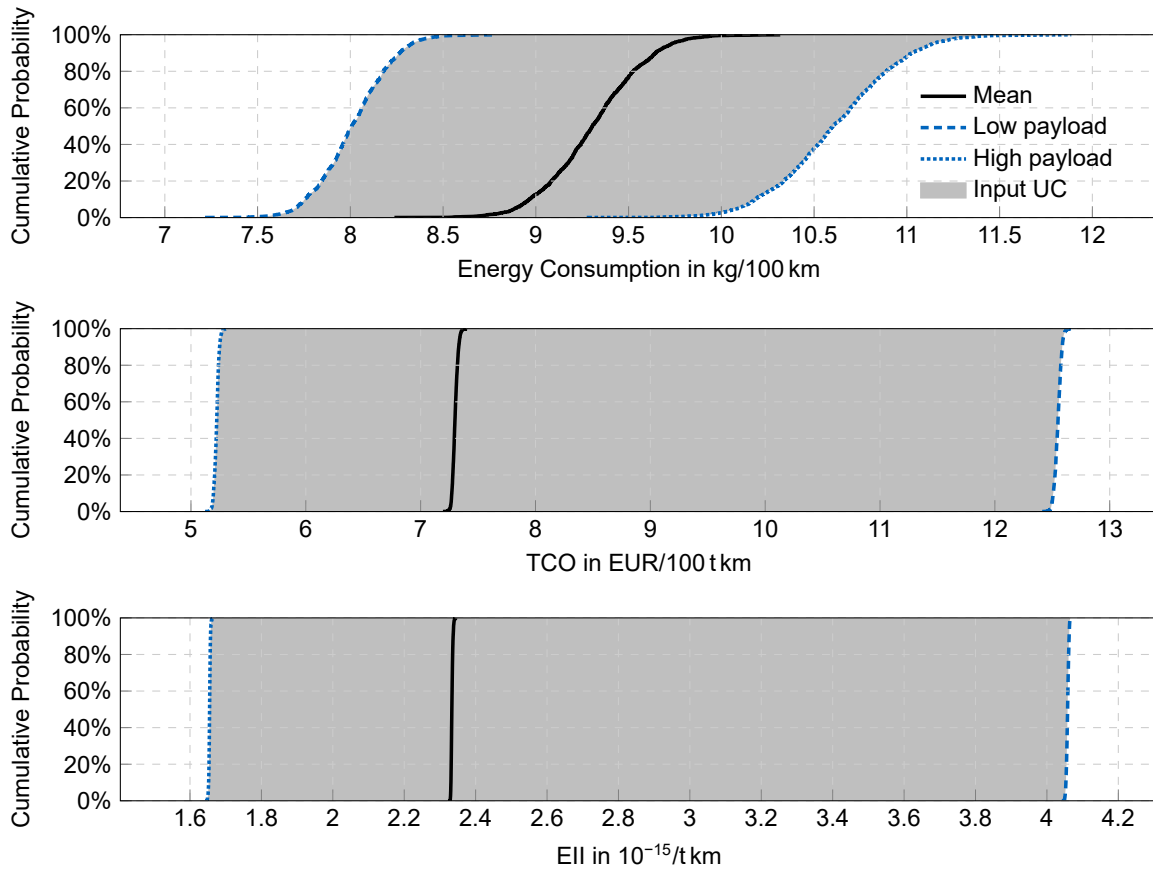 100%
80%
60%
40%
20%
0%
Cumulative Probability
Mean
Low payload
High payload
Input UC
7 7.5 8 8.5 9 9.5 10 10.5 11 11.5 12
Energy Consumption in kg/100 km
100%
80%
60%
40%
20%
0%
Cumulative Probability
5 6 7 8 9 10 11 12 13
TCO in EUR/100 t km
100%
80%
60%
40%
20%
0%
Cumulative Probability
1.6 1.8 2 2.2 2.4 2.6 2.8 3 3.2 3.4 3.6 3.8 4 4.2
EII in 10⁻¹⁵/t km